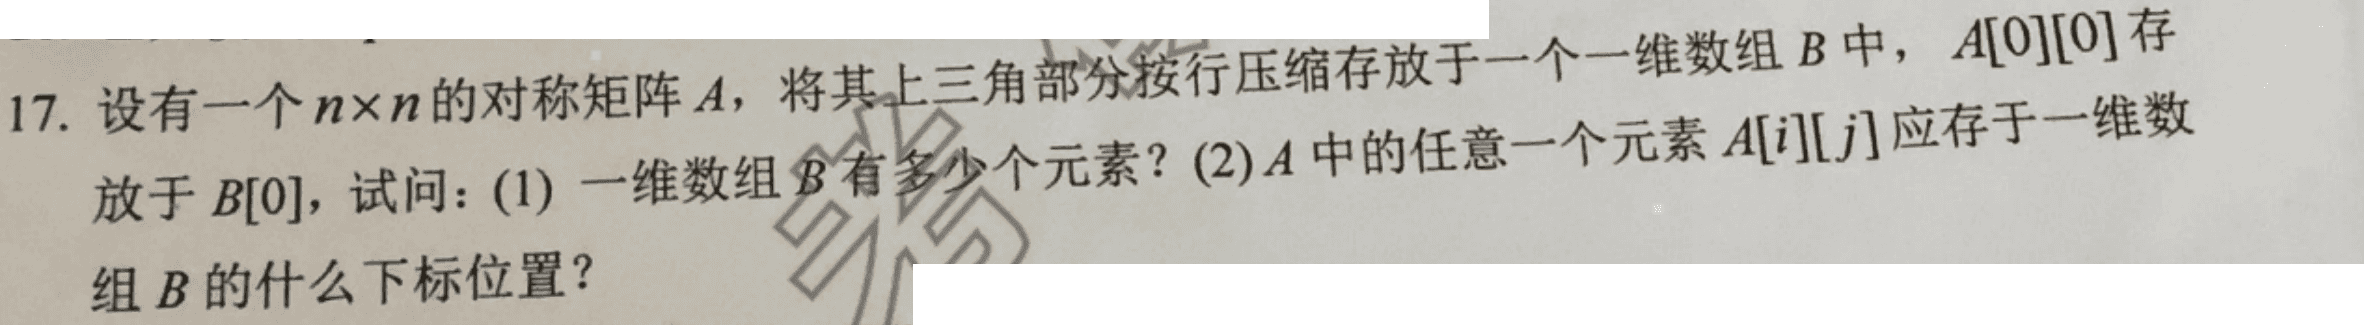 17. 设有一个 n×n 的对称矩阵 A，将其上三角部分按行压缩存放于一个一维数组 B 中， A[0][0] 存
放于 B[0]，试问：(1) 一维数组 B 有多少个元素？(2) A 中的任意一个元素 A[i][j] 应存于一维数
组 B 的什么下标位置？